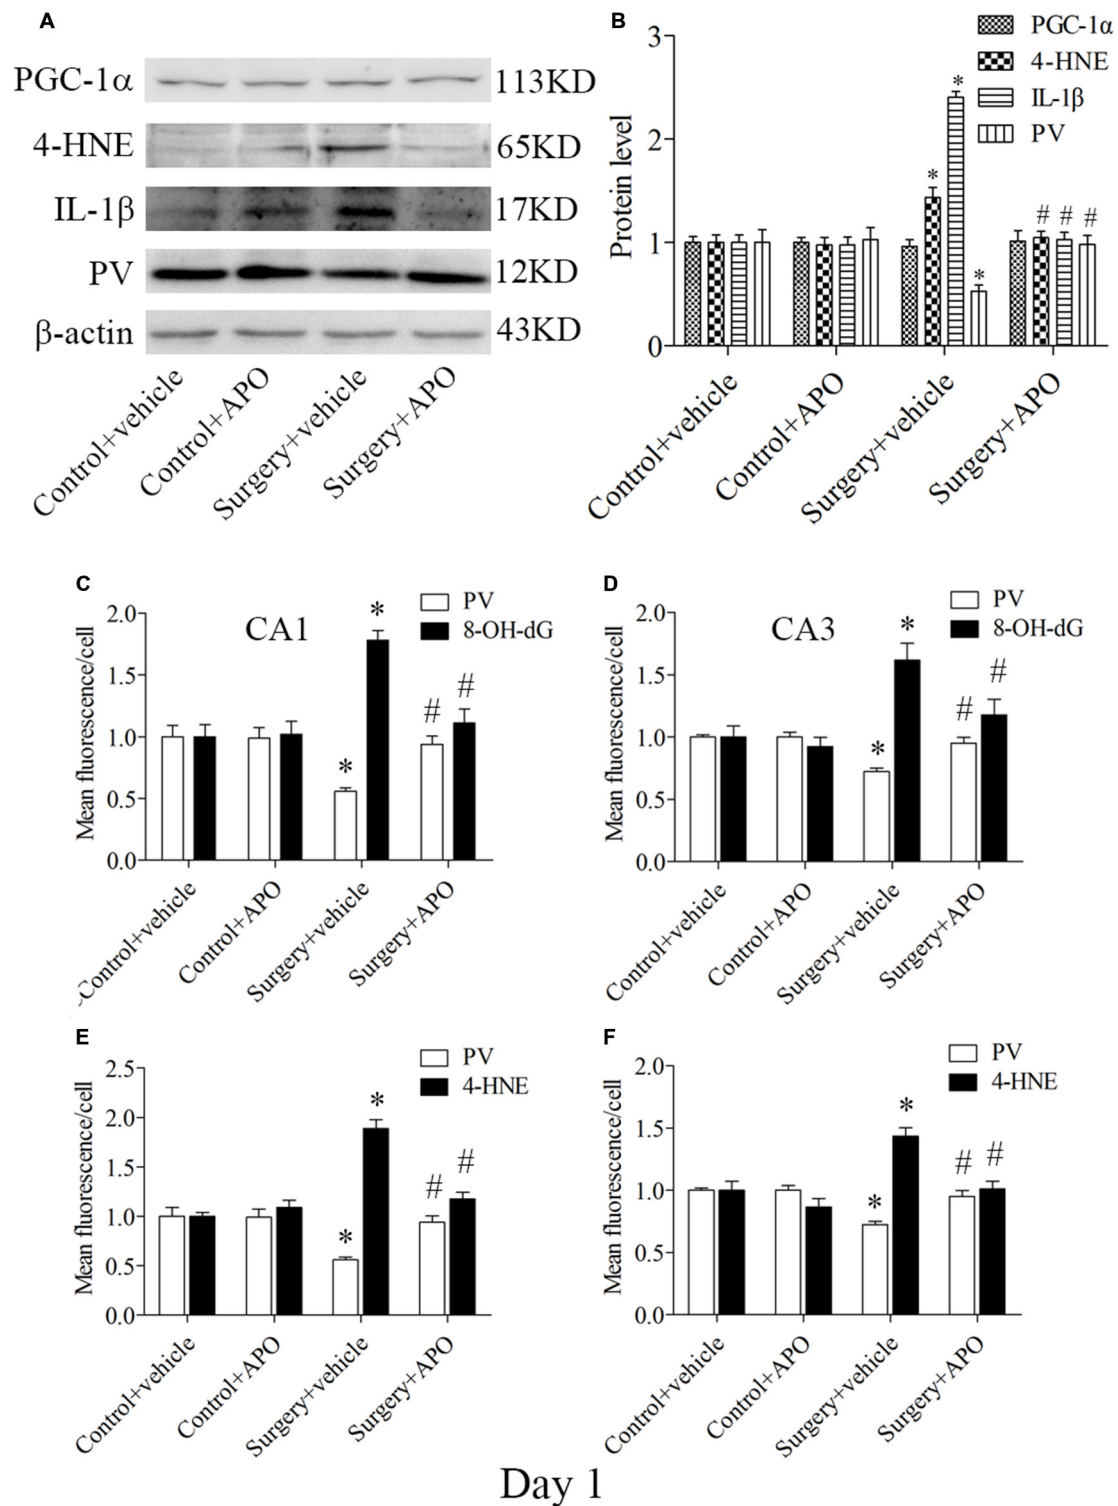 A
PGC-1α 113KD
4-HNE 65KD
IL-1β 17KD
PV 12KD
β-actin 43KD
Control+vehicle
Control+APO
Surgery+vehicle
Surgery+APO
B
PGC-1α
4-HNE
IL-1β
PV
Protein level
3
2
1
0
*
*
*
# # #
Control+vehicle
Control+APO
Surgery+vehicle
Surgery+APO
C
CA1
PV
8-OH-dG
Mean fluorescence/cell
2.0
1.5
1.0
0.5
0.0
*
*
#
#
Control+vehicle
Control+APO
Surgery+vehicle
Surgery+APO
D
CA3
PV
8-OH-dG
Mean fluorescence/cell
2.0
1.5
1.0
0.5
0.0
*
*
#
#
Control+vehicle
Control+APO
Surgery+vehicle
Surgery+APO
E
PV
4-HNE
Mean fluorescence/cell
2.5
2.0
1.5
1.0
0.5
0.0
*
*
#
#
Control+vehicle
Control+APO
Surgery+vehicle
Surgery+APO
F
PV
4-HNE
Mean fluorescence/cell
2.0
1.5
1.0
0.5
0.0
*
*
#
#
Control+vehicle
Control+APO
Surgery+vehicle
Surgery+APO
Day 1